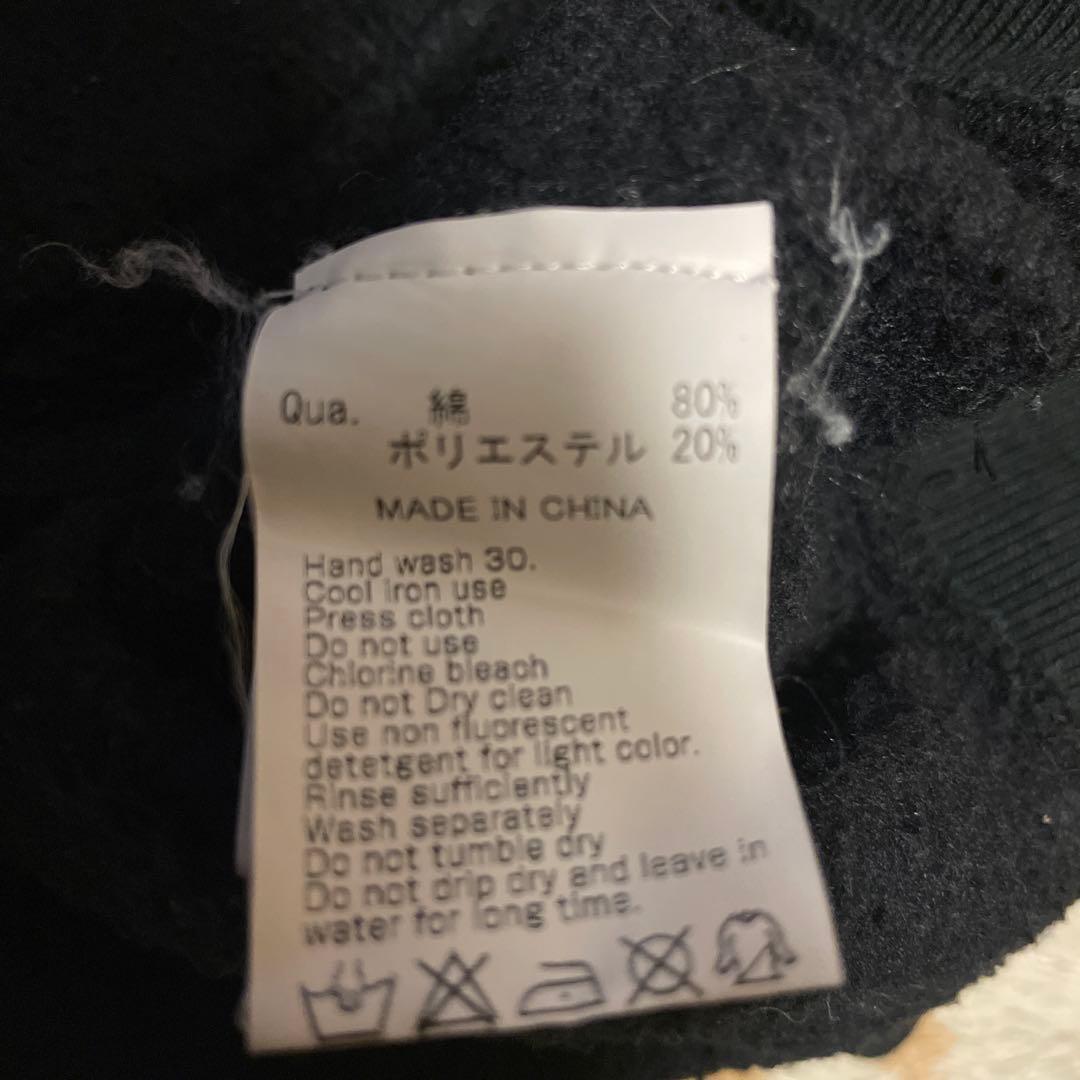 Qua. 綿 80%
ポリエステル 20%
MADE IN CHINA
Hand wash 30.
Cool iron use
Press cloth
Do not use
Chlorine bleach
Do not Dry clean
Use non fluorescent
detetgent for light color.
Rinse sufficiently
Wash separately
Do not tumble dry
Do not drip dry and leave in
water for long time.